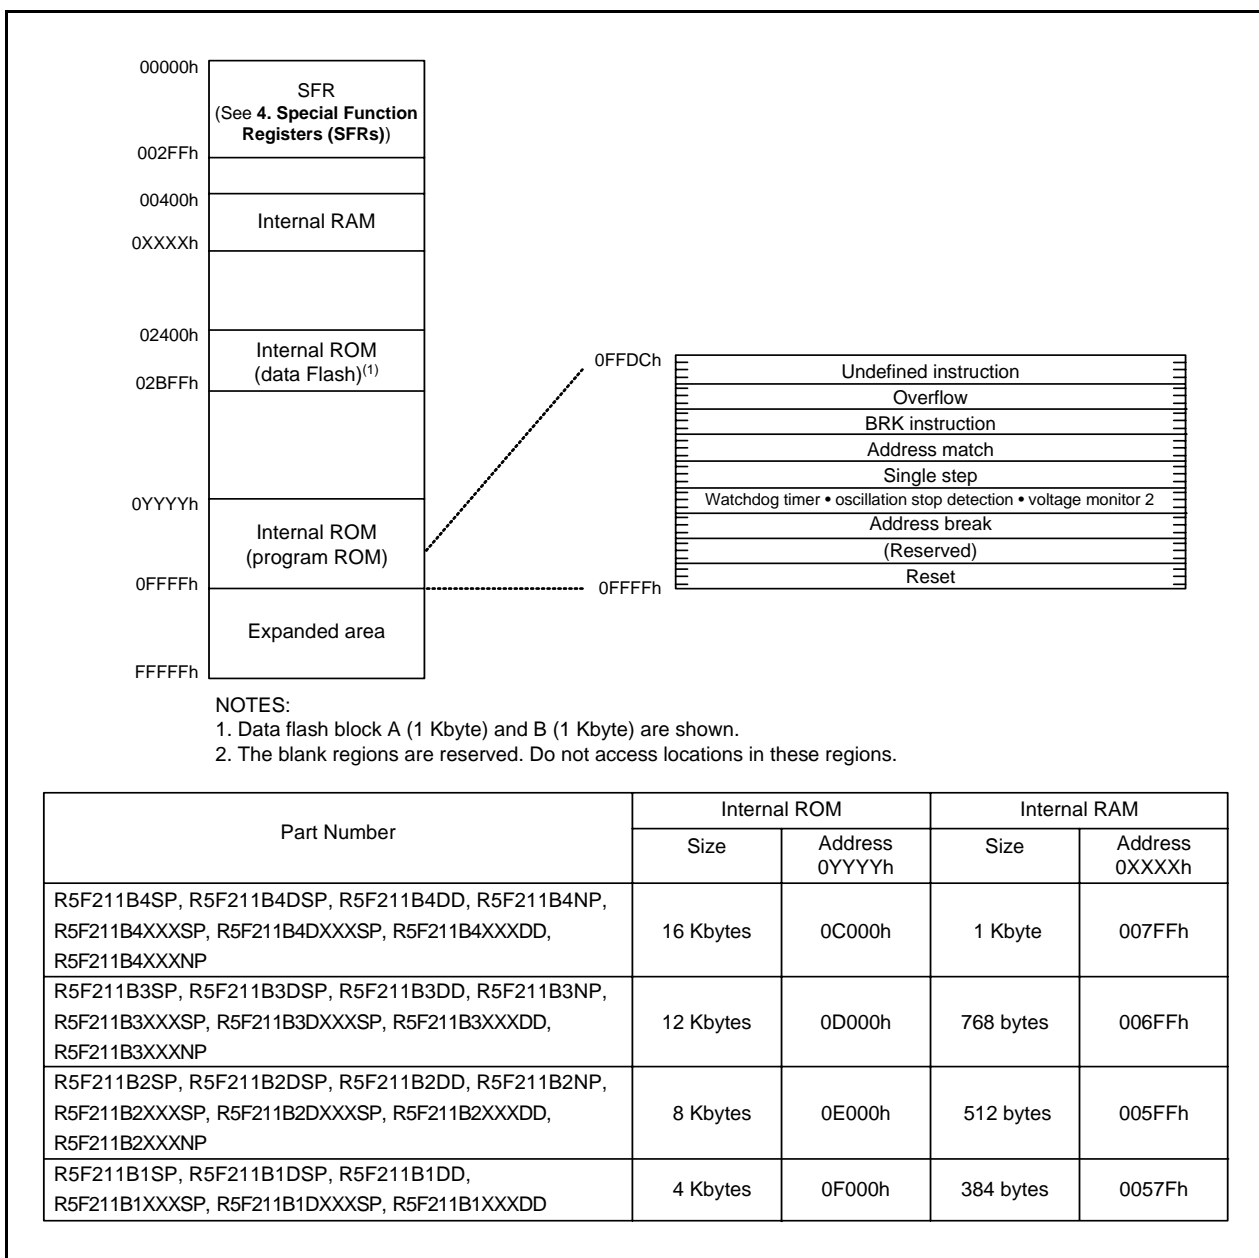 00000h
SFR
(See 4. Special Function
Registers (SFRs))
002FFh
00400h
Internal RAM
0XXXXh
02400h
Internal ROM
(data Flash)(1)
02BFFh
0YYYYh
Internal ROM
(program ROM)
0FFFFh
Expanded area
FFFFFh
0FFDCh
Undefined instruction
Overflow
BRK instruction
Address match
Single step
Watchdog timer • oscillation stop detection • voltage monitor 2
Address break
(Reserved)
Reset
0FFFFh
NOTES:
1. Data flash block A (1 Kbyte) and B (1 Kbyte) are shown.
2. The blank regions are reserved. Do not access locations in these regions.
Part Number
Internal ROM
Internal RAM
Size
Address
0YYYYh
Size
Address
0XXXXh
R5F211B4SP, R5F211B4DSP, R5F211B4DD, R5F211B4NP,
R5F211B4XXXSP, R5F211B4DXXXSP, R5F211B4XXXDD,
R5F211B4XXXNP
16 Kbytes
0C000h
1 Kbyte
007FFh
R5F211B3SP, R5F211B3DSP, R5F211B3DD, R5F211B3NP,
R5F211B3XXXSP, R5F211B3DXXXSP, R5F211B3XXXDD,
R5F211B3XXXNP
12 Kbytes
0D000h
768 bytes
006FFh
R5F211B2SP, R5F211B2DSP, R5F211B2DD, R5F211B2NP,
R5F211B2XXXSP, R5F211B2DXXXSP, R5F211B2XXXDD,
R5F211B2XXXNP
8 Kbytes
0E000h
512 bytes
005FFh
R5F211B1SP, R5F211B1DSP, R5F211B1DD,
R5F211B1XXXSP, R5F211B1DXXXSP, R5F211B1XXXDD
4 Kbytes
0F000h
384 bytes
0057Fh